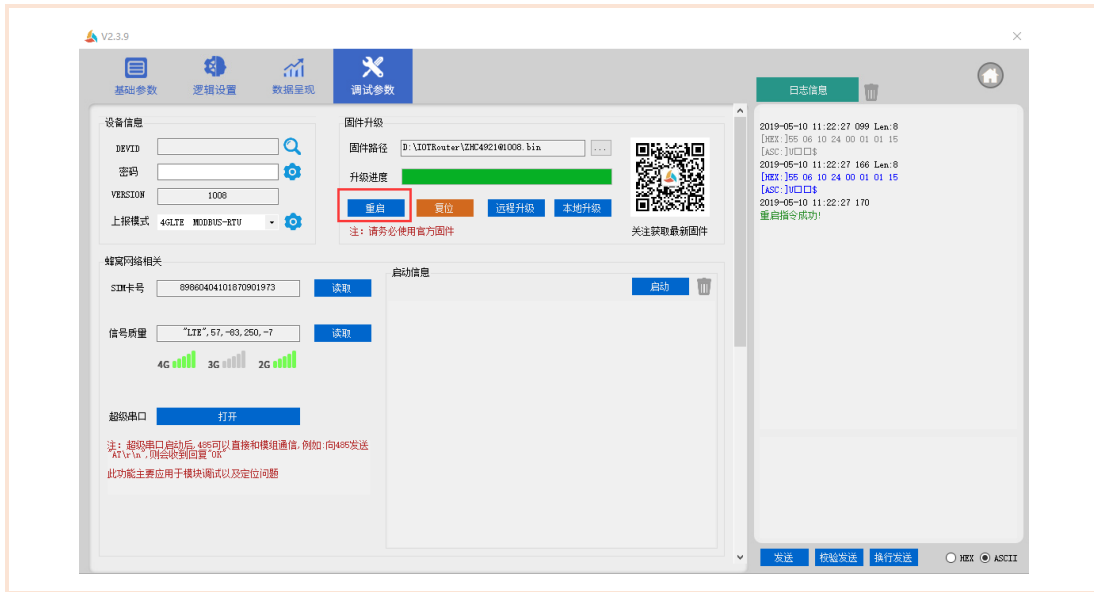 V2.3.9
基础参数
逻辑设置
数据呈现
调试参数
日志信息
设备信息
DEVID
密码
VERSION
1008
上报模式
4GLTE MODBUS-RTU
固件升级
固件路径
D:\IOTRouter\ZHC4921@1008.bin
...
升级进度
重启
复位
远程升级
本地升级
注：请务必使用官方固件
关注获取最新固件
蜂窝网络相关
SIM卡号
89860404101870901973
读取
信号质量
"LTE",57,-83,250,-7
读取
4G
3G
2G
超级串口
打开
注：超级串口启动后,485可以直接和模组通信,例如:向485发送
"AT\r\n",则会收到回复"OK"
此功能主要应用于模块调试以及定位问题
启动信息
启动
2019-05-10 11:22:27 099 Len:8
[HEX:]55 06 10 24 00 01 01 15
[ASC:]U□□$
2019-05-10 11:22:27 166 Len:8
[HEX:]55 06 10 24 00 01 01 15
[ASC:]U□□$
2019-05-10 11:22:27 170
重启指令成功!
发送
校验发送
换行发送
HEX
ASCII